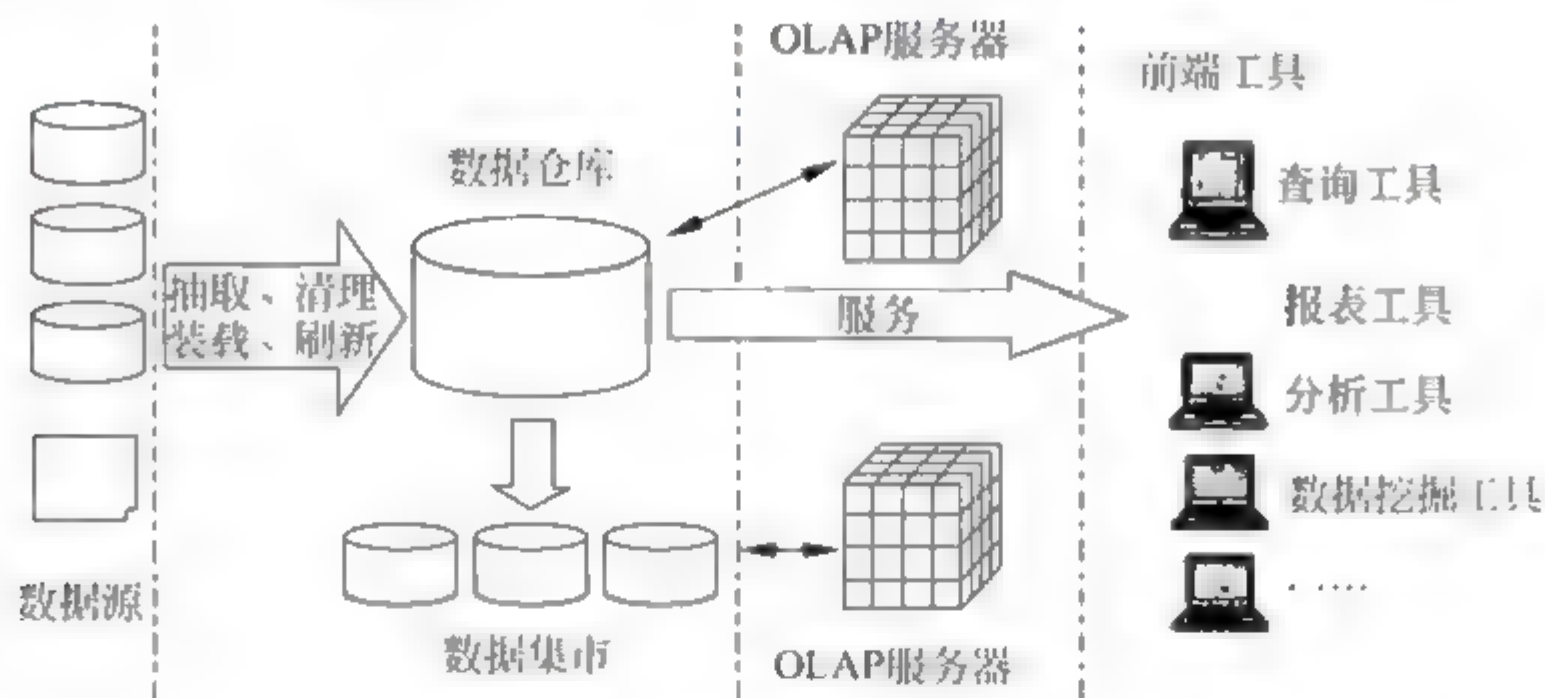 OLAP服务器
前端工具
数据仓库
查询工具
抽取、清理
装载、刷新
服务
报表工具
分析工具
数据挖掘工具
……
数据源
数据集市
OLAP服务器